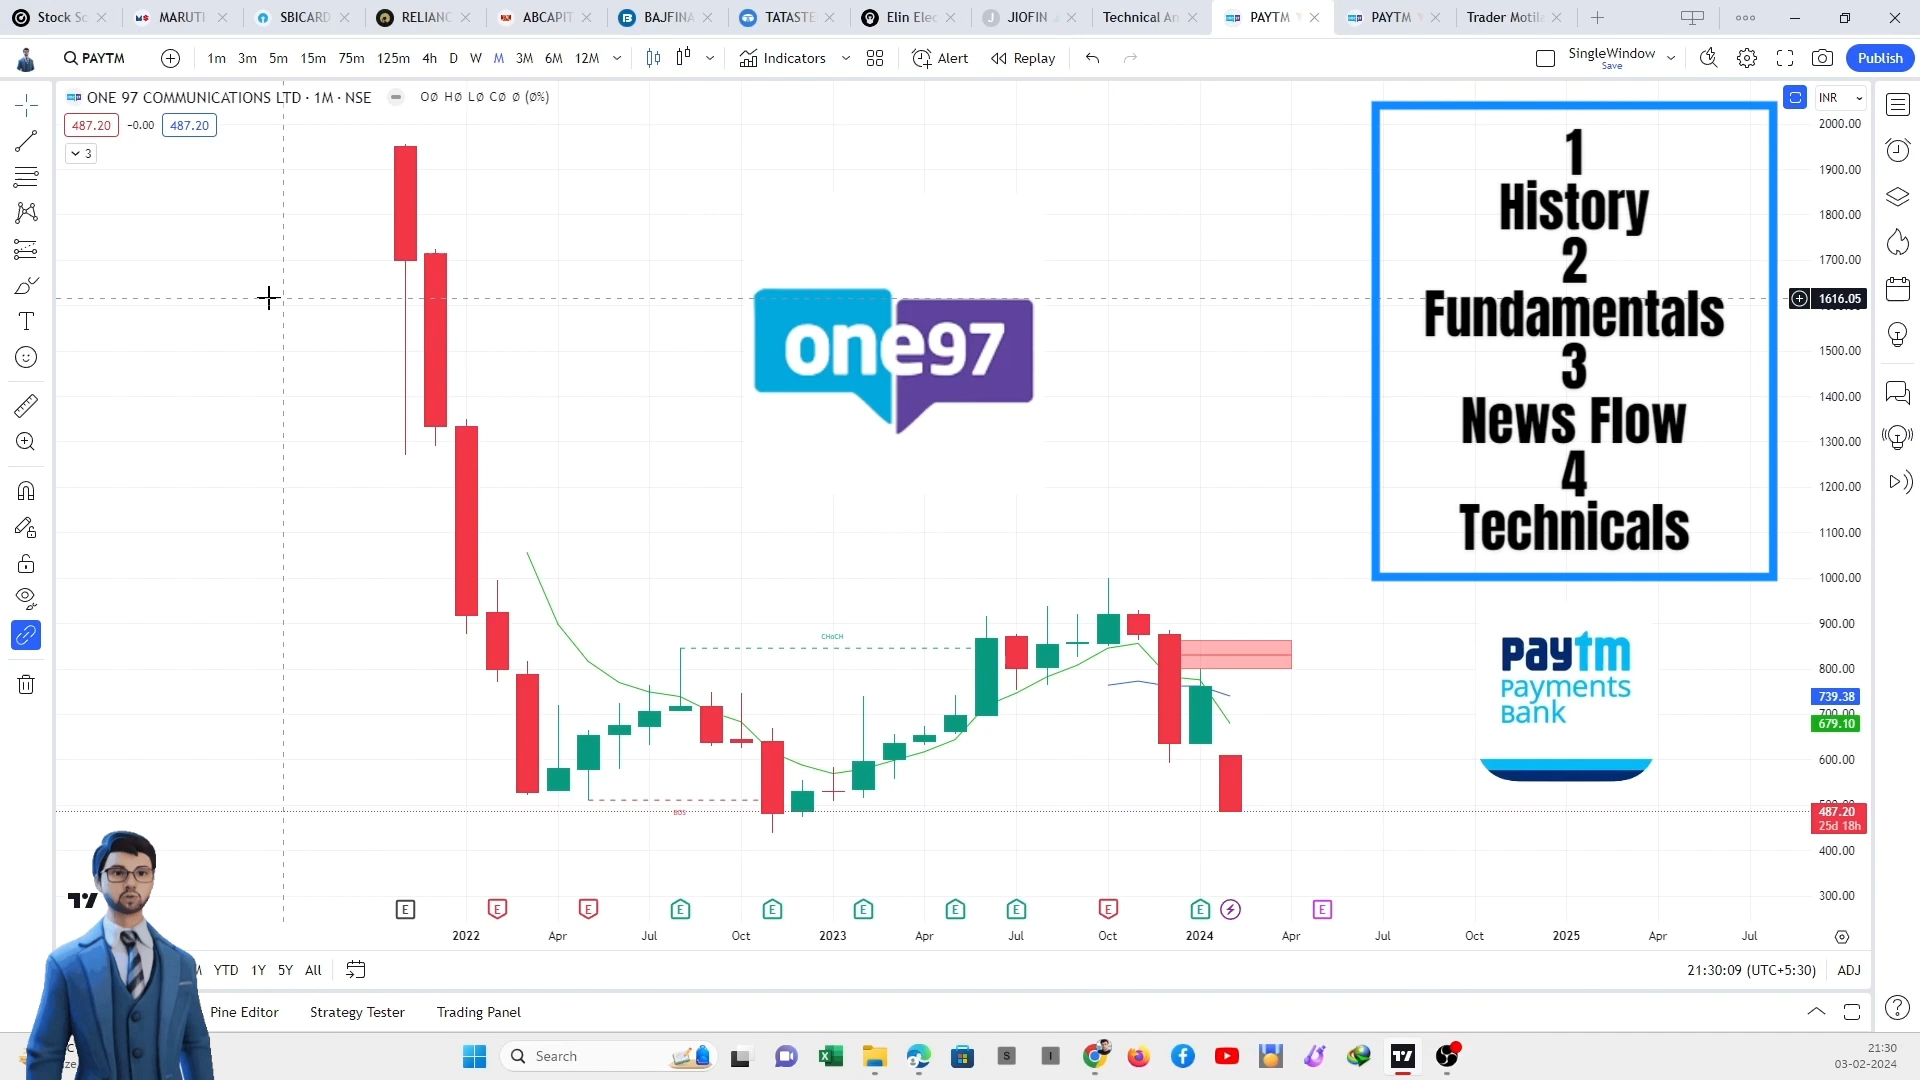 Stock Sc
MARUTI
SBICARD
RELIANC
ABCAPIT
BAJFINA
TATASTE
Elin Elec
JIOFIN
Technical An
PAYTM
PAYTM
Trader Motila
PAYTM
1m 3m 5m 15m 75m 125m 4h D W M 3M 6M 12M
Indicators
Alert
Replay
SingleWindow
Save
Publish
ONE 97 COMMUNICATIONS LTD · 1M · NSE
O∅ H∅ L∅ C∅ ∅ (∅%)
INR
487.20 -0.00 487.20
3
2000.00
1900.00
1800.00
1700.00
1616.05
1500.00
1400.00
1300.00
1200.00
1100.00
1000.00
900.00
800.00
739.38
700.00
679.10
600.00
487.20
25d 18h
400.00
300.00
1
History
2
Fundamentals
3
News Flow
4
Technicals
one97
CHoCH
BOS
paytm
payments
bank
E E E E E E E E E E E
2022 Apr Jul Oct 2023 Apr Jul Oct 2024 Apr Jul Oct 2025 Apr Jul
YTD 1Y 5Y All
21:30:09 (UTC+5:30) ADJ
Pine Editor Strategy Tester Trading Panel
Search
S
I
21:30
03-02-2024